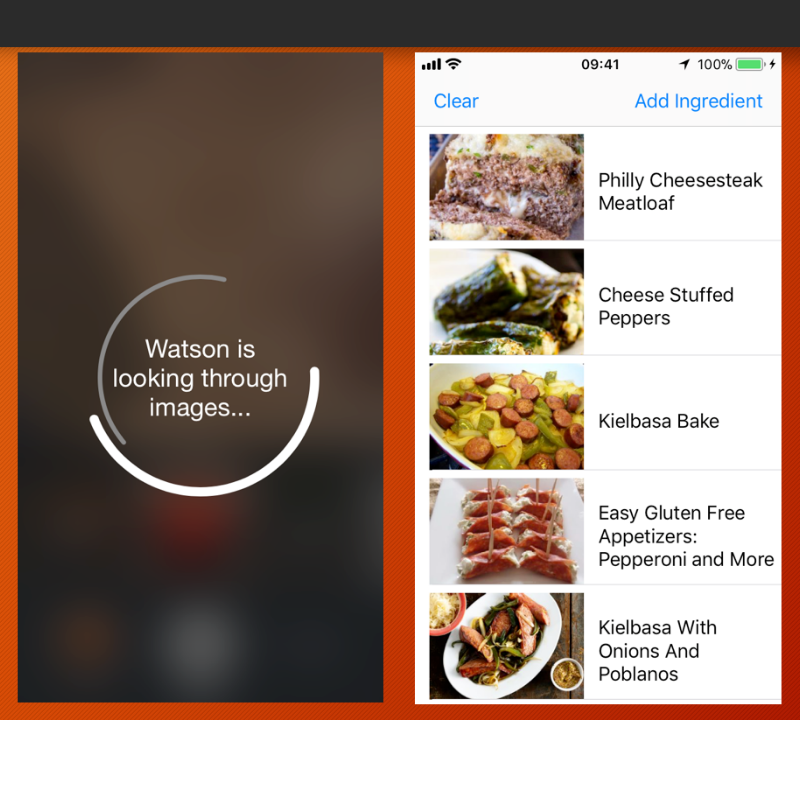 Watson is
looking through
images...
09:41
100%
Clear
Add Ingredient
Philly Cheesesteak
Meatloaf
Cheese Stuffed
Peppers
Kielbasa Bake
Easy Gluten Free
Appetizers:
Pepperoni and More
Kielbasa With
Onions And
Poblanos